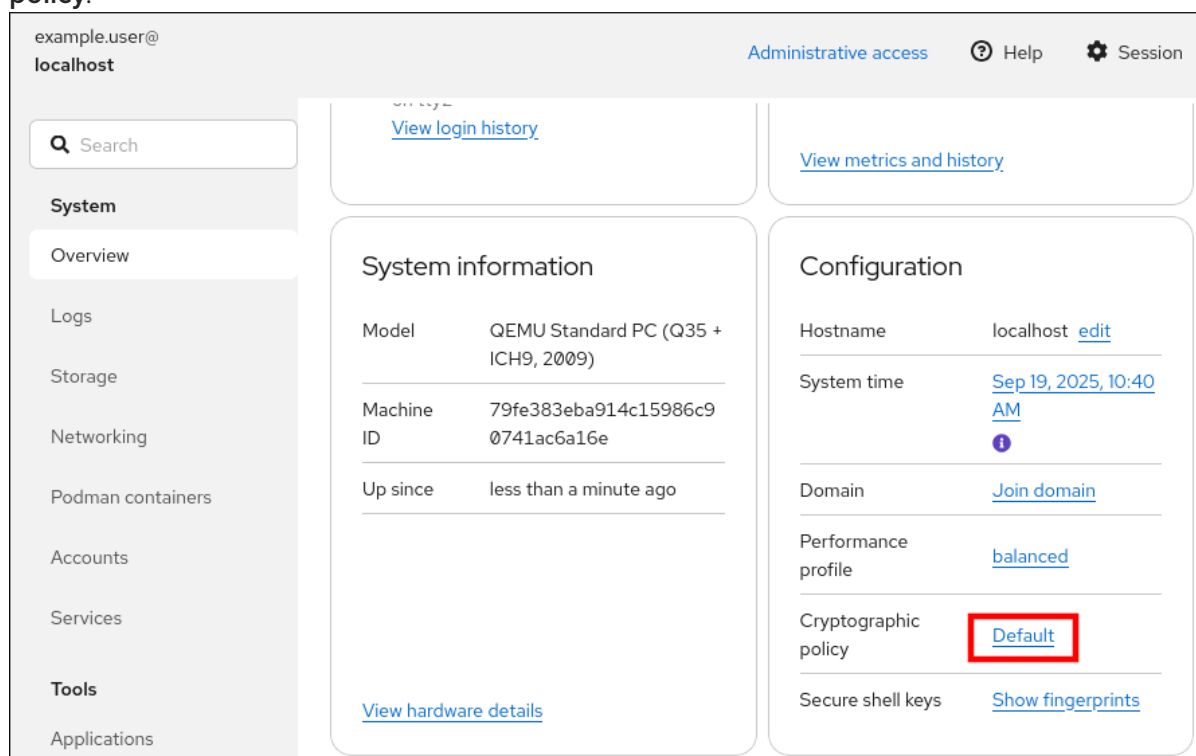 policy.
example.user@
localhost
Administrative access
Help
Session
Search
System
Overview
Logs
Storage
Networking
Podman containers
Accounts
Services
Tools
Applications
on tty2
View login history
View metrics and history
System information
Model QEMU Standard PC (Q35 +
ICH9, 2009)
Machine 79fe383eba914c15986c9
ID 0741ac6a16e
Up since less than a minute ago
View hardware details
Configuration
Hostname localhost edit
System time Sep 19, 2025, 10:40
AM
Domain Join domain
Performance
profile balanced
Cryptographic
policy Default
Secure shell keys Show fingerprints